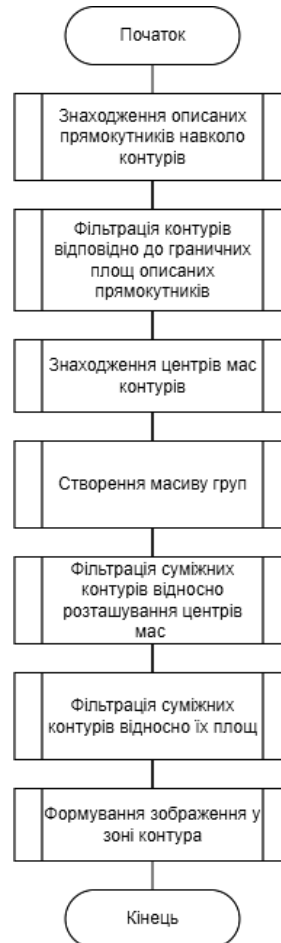 Початок
Знаходження описаних
прямокутників навколо
контурів
Фільтрація контурів
відповідно до граничних
площ описаних
прямокутників
Знаходження центрів мас
контурів
Створення масиву груп
Фільтрація суміжних
контурів відносно
розташування центрів
мас
Фільтрація суміжних
контурів відносно їх площ
Формування зображення у
зоні контура
Кінець